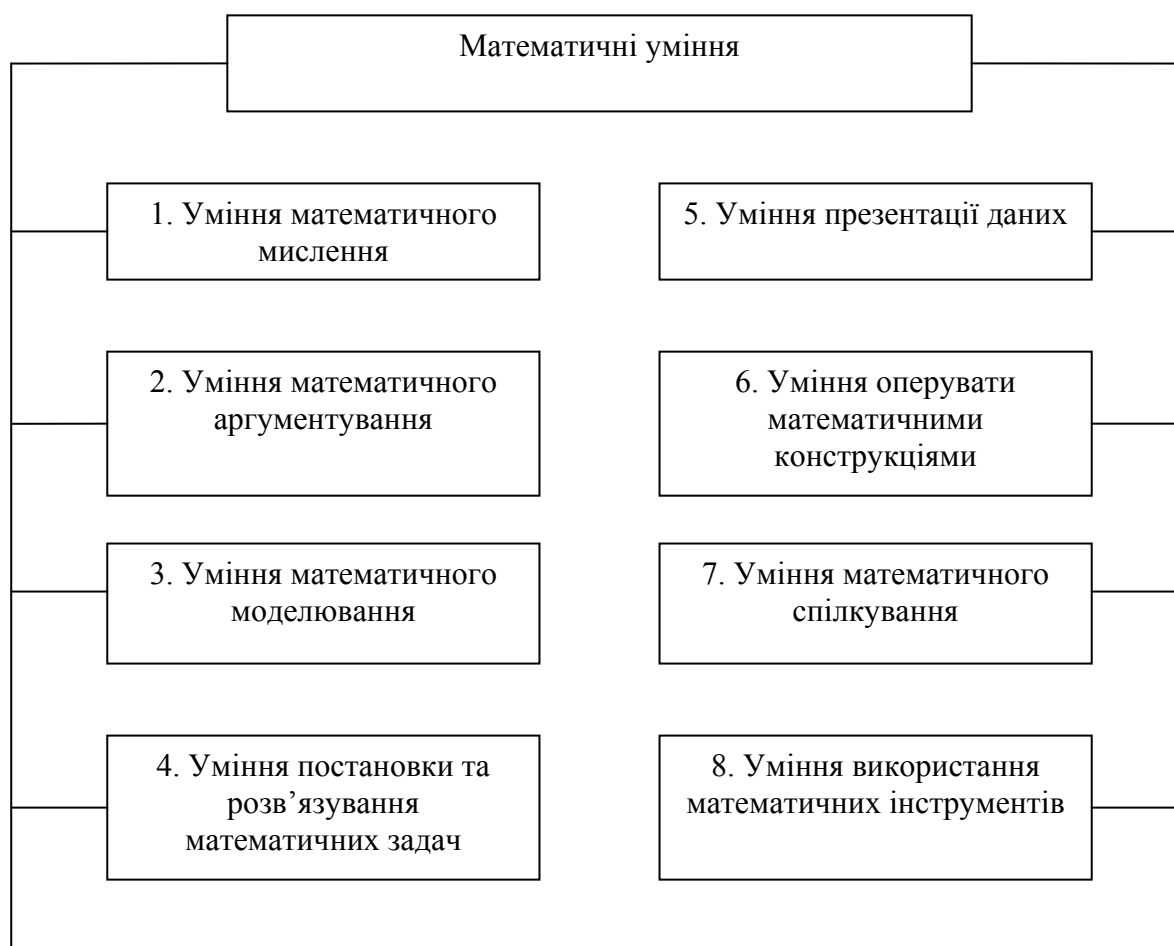 Математичні уміння
1. Уміння математичного
мислення
2. Уміння математичного
аргументування
3. Уміння математичного
моделювання
4. Уміння постановки та
розв’язування
математичних задач
5. Уміння презентації даних
6. Уміння оперувати
математичними
конструкціями
7. Уміння математичного
спілкування
8. Уміння використання
математичних інструментів